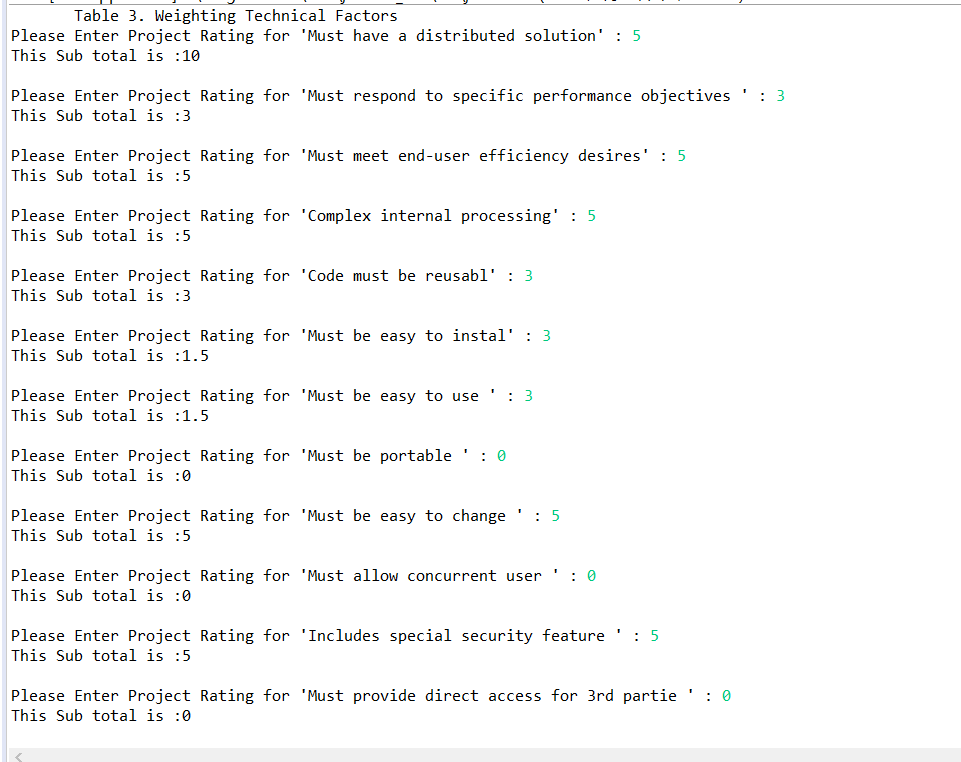 Table 3. Weighting Technical Factors
Please Enter Project Rating for 'Must have a distributed solution' : 5
This Sub total is :10
Please Enter Project Rating for 'Must respond to specific performance objectives ' : 3
This Sub total is :3
Please Enter Project Rating for 'Must meet end-user efficiency desires' : 5
This Sub total is :5
Please Enter Project Rating for 'Complex internal processing' : 5
This Sub total is :5
Please Enter Project Rating for 'Code must be reusabl' : 3
This Sub total is :3
Please Enter Project Rating for 'Must be easy to instal' : 3
This Sub total is :1.5
Please Enter Project Rating for 'Must be easy to use ' : 3
This Sub total is :1.5
Please Enter Project Rating for 'Must be portable ' : 0
This Sub total is :0
Please Enter Project Rating for 'Must be easy to change ' : 5
This Sub total is :5
Please Enter Project Rating for 'Must allow concurrent user ' : 0
This Sub total is :0
Please Enter Project Rating for 'Includes special security feature ' : 5
This Sub total is :5
Please Enter Project Rating for 'Must provide direct access for 3rd partie ' : 0
This Sub total is :0